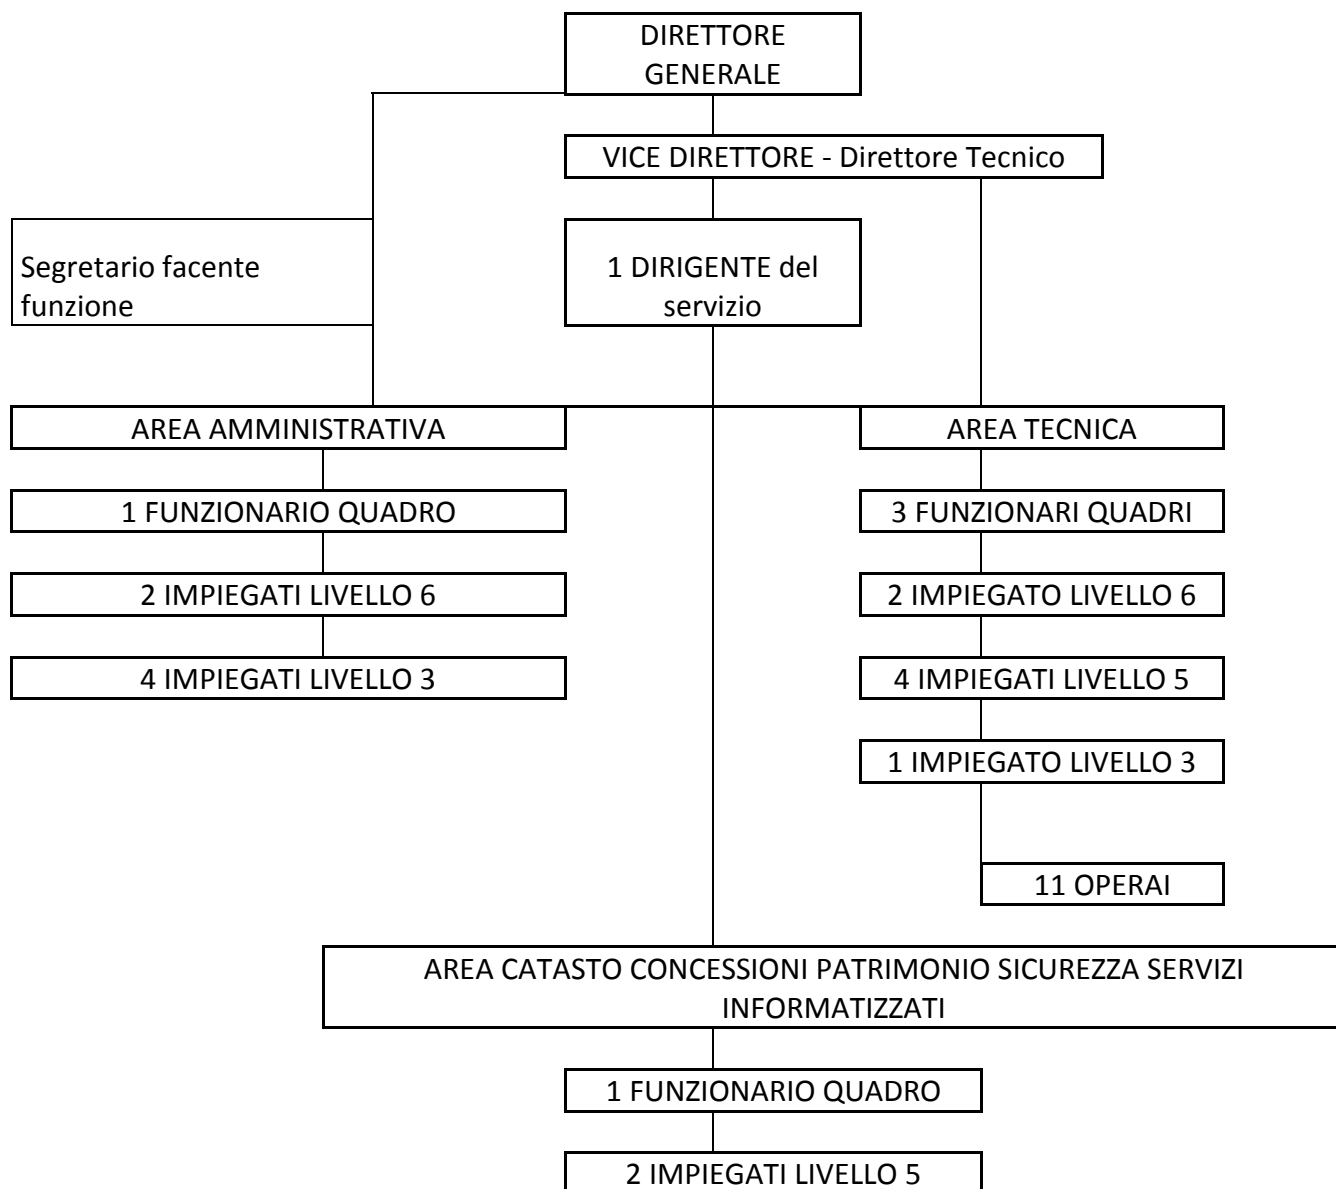 DIRETTORE
GENERALE
VICE DIRETTORE - Direttore Tecnico
Segretario facente
funzione
1 DIRIGENTE del
servizio
AREA AMMINISTRATIVA
AREA TECNICA
1 FUNZIONARIO QUADRO
3 FUNZIONARI QUADRI
2 IMPIEGATI LIVELLO 6
2 IMPIEGATO LIVELLO 6
4 IMPIEGATI LIVELLO 3
4 IMPIEGATI LIVELLO 5
1 IMPIEGATO LIVELLO 3
11 OPERAI
AREA CATASTO CONCESSIONI PATRIMONIO SICUREZZA SERVIZI
INFORMATIZZATI
1 FUNZIONARIO QUADRO
2 IMPIEGATI LIVELLO 5